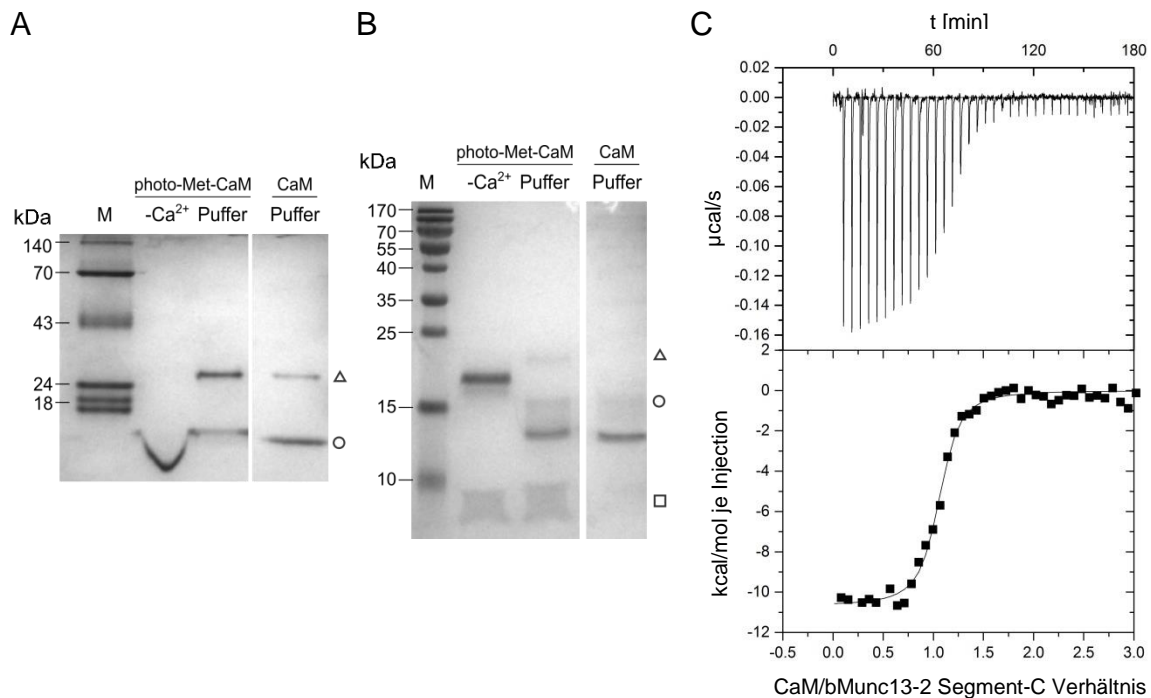 A
kDa
photo-Met-CaM
CaM
M
-Ca²⁺
Puffer
Puffer
140
70
43
24
18
B
kDa
photo-Met-CaM
CaM
M
-Ca²⁺
Puffer
Puffer
170
70
55
40
35
25
15
10
C
t [min]
0
60
120
180
0.02
0.00
-0.02
-0.04
-0.06
-0.08
-0.10
-0.12
-0.14
-0.16
µcal/s
2
0
-2
-4
-6
-8
-10
-12
kcal/mol je Injection
-0.5
0.0
0.5
1.0
1.5
2.0
2.5
3.0
CaM/bMunc13-2 Segment-C Verhältnis